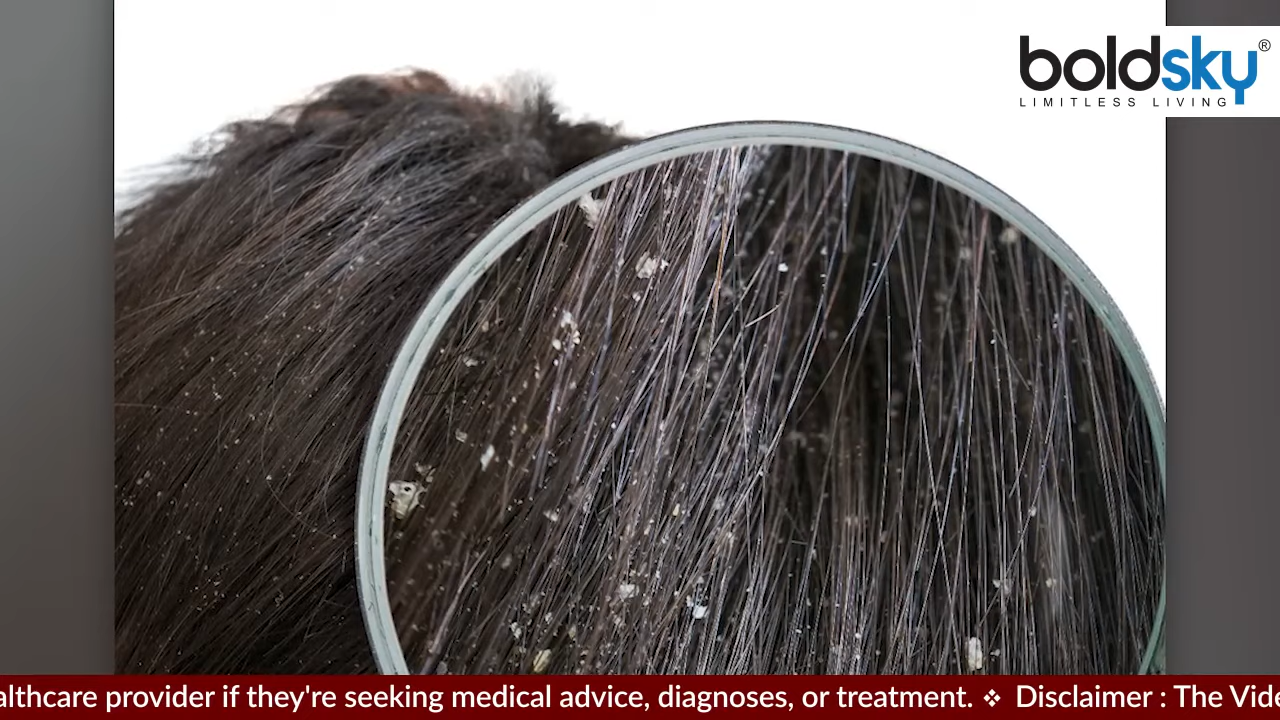 boldsky®
LIMITLESS LIVING
althcare provider if they're seeking medical advice, diagnoses, or treatment. ❖ Disclaimer : The Vide